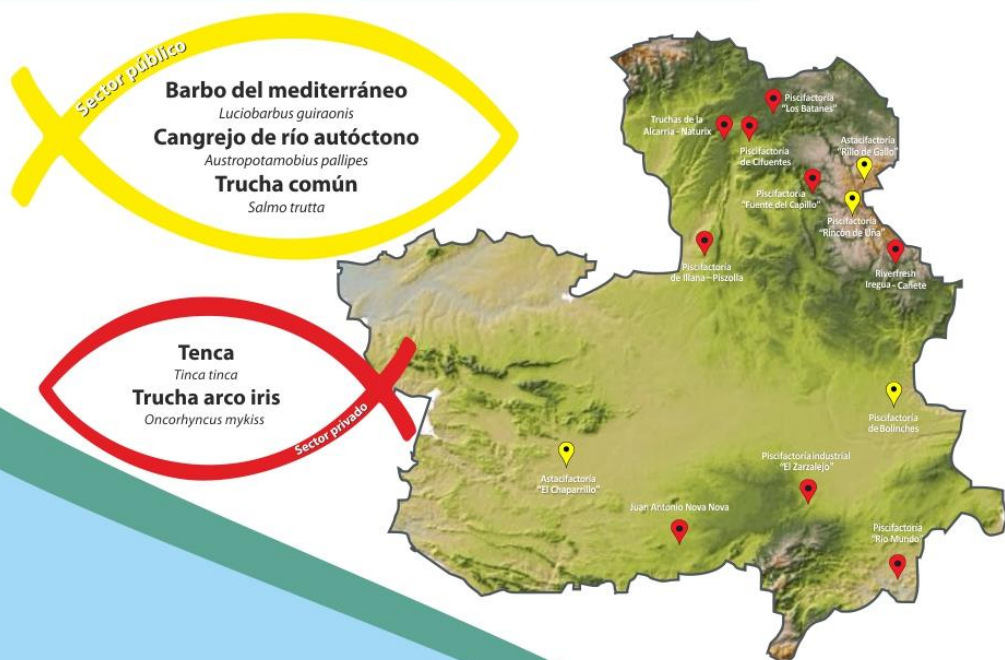 Sector público
Barbo del mediterráneo
Luciobarbus guiraonis
Cangrejo de río autóctono
Austropotamobius pallipes
Trucha común
Salmo trutta
Tenca
Tinca tinca
Trucha arco iris
Oncorhyncus mykiss
Sector privado
Piscifactoría
"Los Batanes"
Truchas de la
Alcarria - Naturix
Piscifactoría
de Cifuentes
Astacifactoría
"Rillo de Gallo"
Piscifactoría
"Fuente del Capillo"
Piscifactoría
"Rincón de Uña"
Piscifactoría
de Illana – Piszolla
Riverfresh
Iregua - Cañete
Piscifactoría
de Bolinches
Astacifactoría
"El Chaparrillo"
Piscifactoría industrial
"El Zarzalejo"
Juan Antonio Nova Nova
Piscifactoría
"Río Mundo"